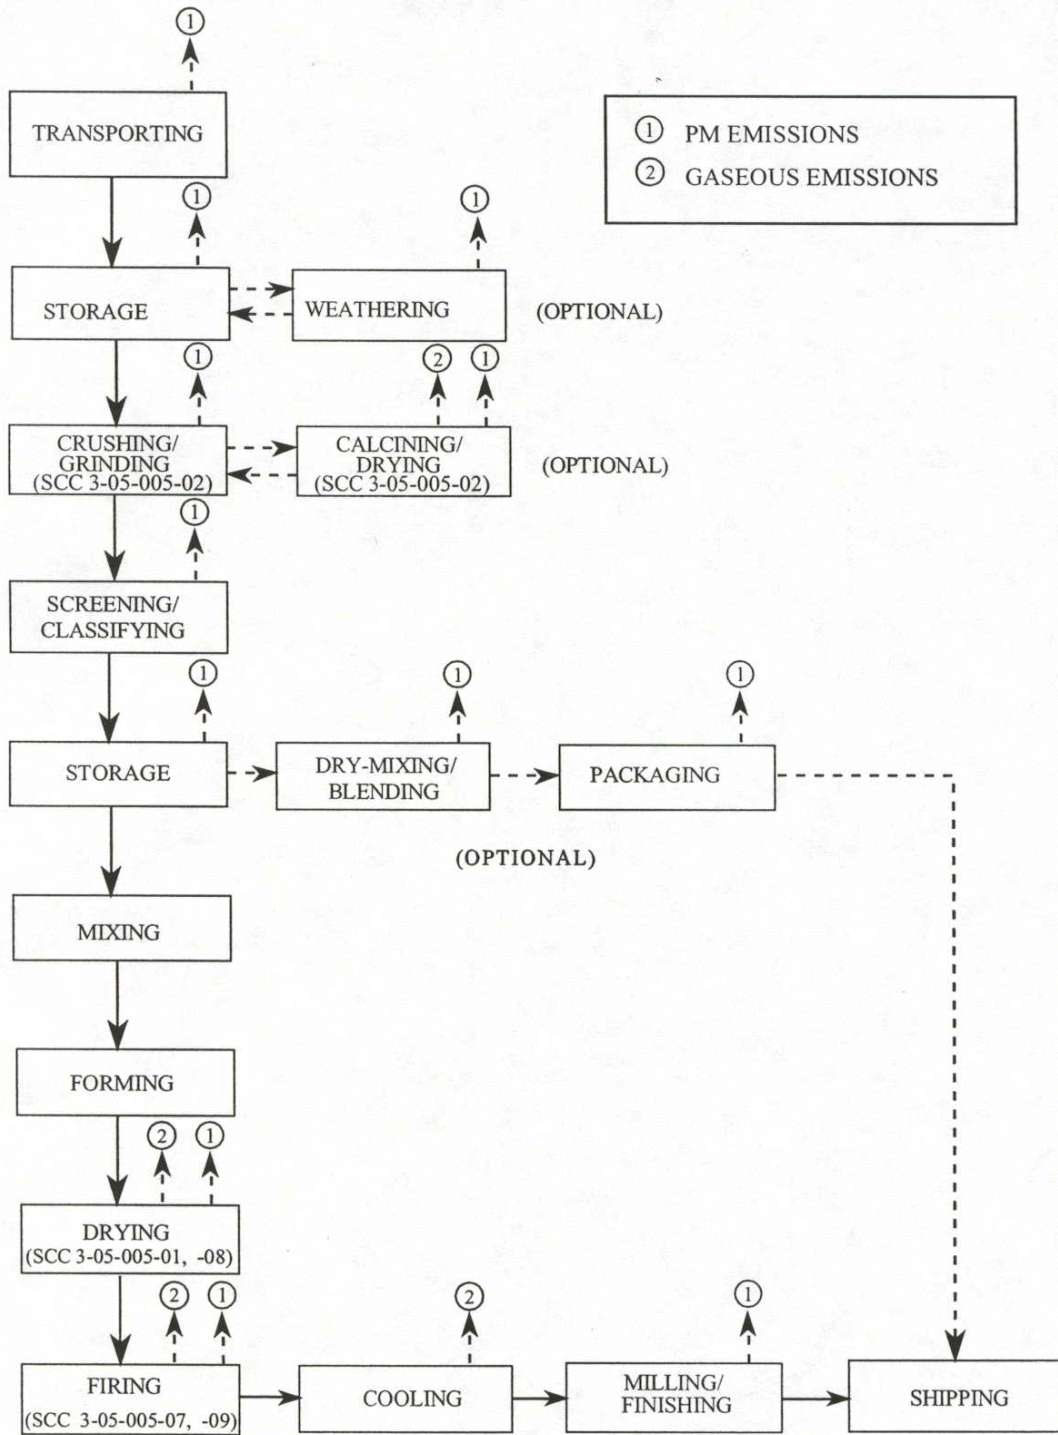 ①
TRANSPORTING
① PM EMISSIONS
② GASEOUS EMISSIONS
①
①
STORAGE
WEATHERING
(OPTIONAL)
①
②
①
CRUSHING/
GRINDING
(SCC 3-05-005-02)
CALCINING/
DRYING
(SCC 3-05-005-02)
(OPTIONAL)
①
SCREENING/
CLASSIFYING
①
①
①
STORAGE
DRY-MIXING/
BLENDING
PACKAGING
(OPTIONAL)
MIXING
FORMING
②
①
DRYING
(SCC 3-05-005-01, -08)
②
①
②
①
FIRING
(SCC 3-05-005-07, -09)
COOLING
MILLING/
FINISHING
SHIPPING